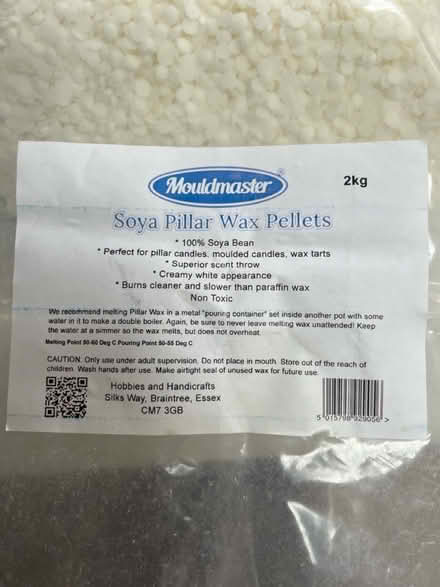 Mouldmaster®
2kg
Soya Pillar Wax Pellets
* 100% Soya Bean
* Perfect for pillar candles, moulded candles, wax tarts
* Superior scent throw
* Creamy white appearance
* Burns cleaner and slower than paraffin wax
Non Toxic
We recommend melting Pillar Wax in a metal "pouring container" set inside another pot with some
water in it to make a double boiler. Again, be sure to never leave melting wax unattended! Keep
the water at a simmer so the wax melts, but does not overheat.
Melting Point 50-60 Deg C Pouring Point 50-55 Deg C
CAUTION: Only use under adult supervision. Do not place in mouth. Store out of the reach of
children. Wash hands after use. Make airtight seal of unused wax for future use.
Hobbies and Handicrafts
Silks Way, Braintree, Essex
CM7 3GB
5 015798 929056 >